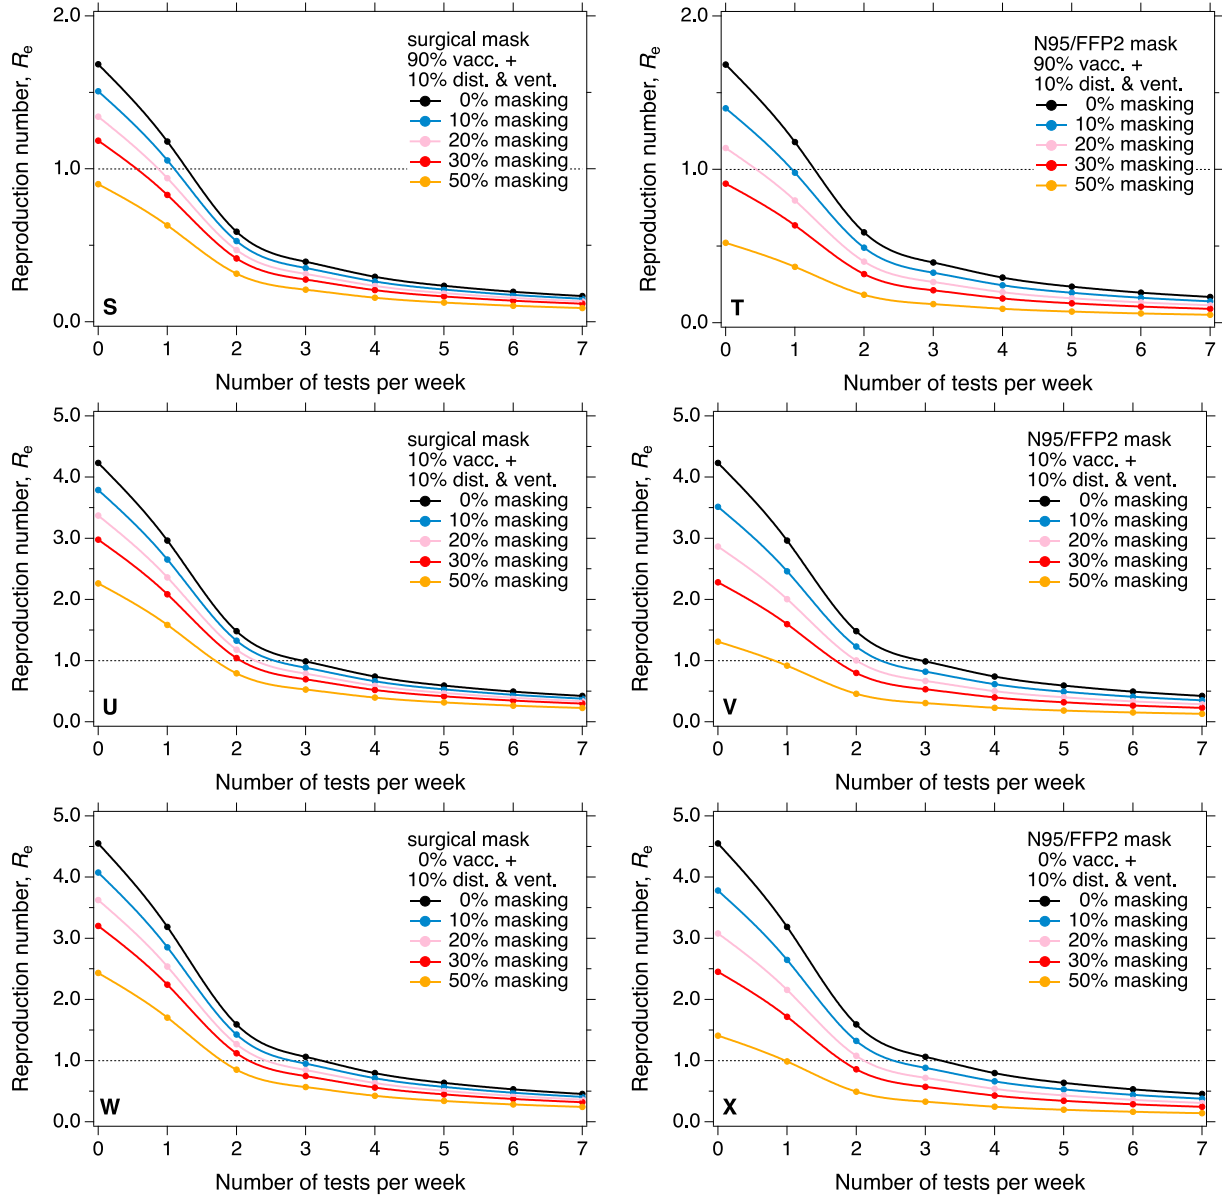 2.0
1.0
0.0
Reproduction number, Re
surgical mask
90% vacc. +
10% dist. & vent.
0% masking
10% masking
20% masking
30% masking
50% masking
S
0 1 2 3 4 5 6 7
Number of tests per week
2.0
1.0
0.0
Reproduction number, Re
N95/FFP2 mask
90% vacc. +
10% dist. & vent.
0% masking
10% masking
20% masking
30% masking
50% masking
T
0 1 2 3 4 5 6 7
Number of tests per week
5.0
4.0
3.0
2.0
1.0
0.0
Reproduction number, Re
surgical mask
10% vacc. +
10% dist. & vent.
0% masking
10% masking
20% masking
30% masking
50% masking
U
0 1 2 3 4 5 6 7
Number of tests per week
5.0
4.0
3.0
2.0
1.0
0.0
Reproduction number, Re
N95/FFP2 mask
10% vacc. +
10% dist. & vent.
0% masking
10% masking
20% masking
30% masking
50% masking
V
0 1 2 3 4 5 6 7
Number of tests per week
5.0
4.0
3.0
2.0
1.0
0.0
Reproduction number, Re
surgical mask
0% vacc. +
10% dist. & vent.
0% masking
10% masking
20% masking
30% masking
50% masking
W
0 1 2 3 4 5 6 7
Number of tests per week
5.0
4.0
3.0
2.0
1.0
0.0
Reproduction number, Re
N95/FFP2 mask
0% vacc. +
10% dist. & vent.
0% masking
10% masking
20% masking
30% masking
50% masking
X
0 1 2 3 4 5 6 7
Number of tests per week